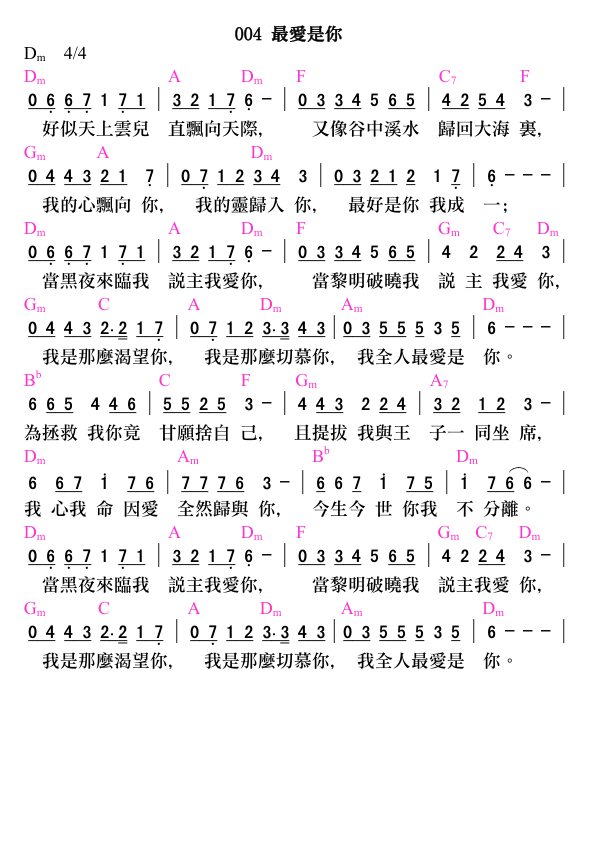 004 最愛是你
Dm 4/4
Dm A Dm F C7 F
0 6 6 7 1 7 1 | 3 2 1 7 6 - | 0 3 3 4 5 6 5 | 4 2 5 4 3 - |
好似天上雲兒 直飄向天際, 又像谷中溪水 歸回大海 裏,
Gm A Dm
0 4 4 3 2 1 7 | 0 7 1 2 3 4 3 | 0 3 2 1 2 1 7 | 6 - - - |
我的心飄向 你, 我的靈歸入 你, 最好是你 我成 一;
Dm A Dm F Gm C7 Dm
0 6 6 7 1 7 1 | 3 2 1 7 6 - | 0 3 3 4 5 6 5 | 4 2 2 4 3 |
當黑夜來臨我 説主我愛你, 當黎明破曉我 説 主 我愛 你,
Gm C A Dm Am Dm
0 4 4 3 2· 2 1 7 | 0 7 1 2 3· 3 4 3 | 0 3 5 5 5 3 5 | 6 - - - |
我是那麼渴望你, 我是那麼切慕你, 我全人最愛是 你。
Bb C F Gm A7
6 6 5 4 4 6 | 5 5 2 5 3 - | 4 4 3 2 2 4 | 3 2 1 2 3 - |
為拯救 我你竟 甘願捨自 己, 且提拔 我與王 子一 同坐 席,
Dm Am Bb Dm
6 6 7 1 7 6 | 7 7 7 6 3 - | 6 6 7 1 7 5 | 1 7 6 6 - |
我 心我 命 因愛 全然歸與 你, 今生今 世 你我 不 分離。
Dm A Dm F Gm C7 Dm
0 6 6 7 1 7 1 | 3 2 1 7 6 - | 0 3 3 4 5 6 5 | 4 2 2 4 3 - |
當黑夜來臨我 説主我愛你, 當黎明破曉我 説主我愛 你,
Gm C A Dm Am Dm
0 4 4 3 2· 2 1 7 | 0 7 1 2 3· 3 4 3 | 0 3 5 5 5 3 5 | 6 - - - |
我是那麼渴望你, 我是那麼切慕你, 我全人最愛是 你。